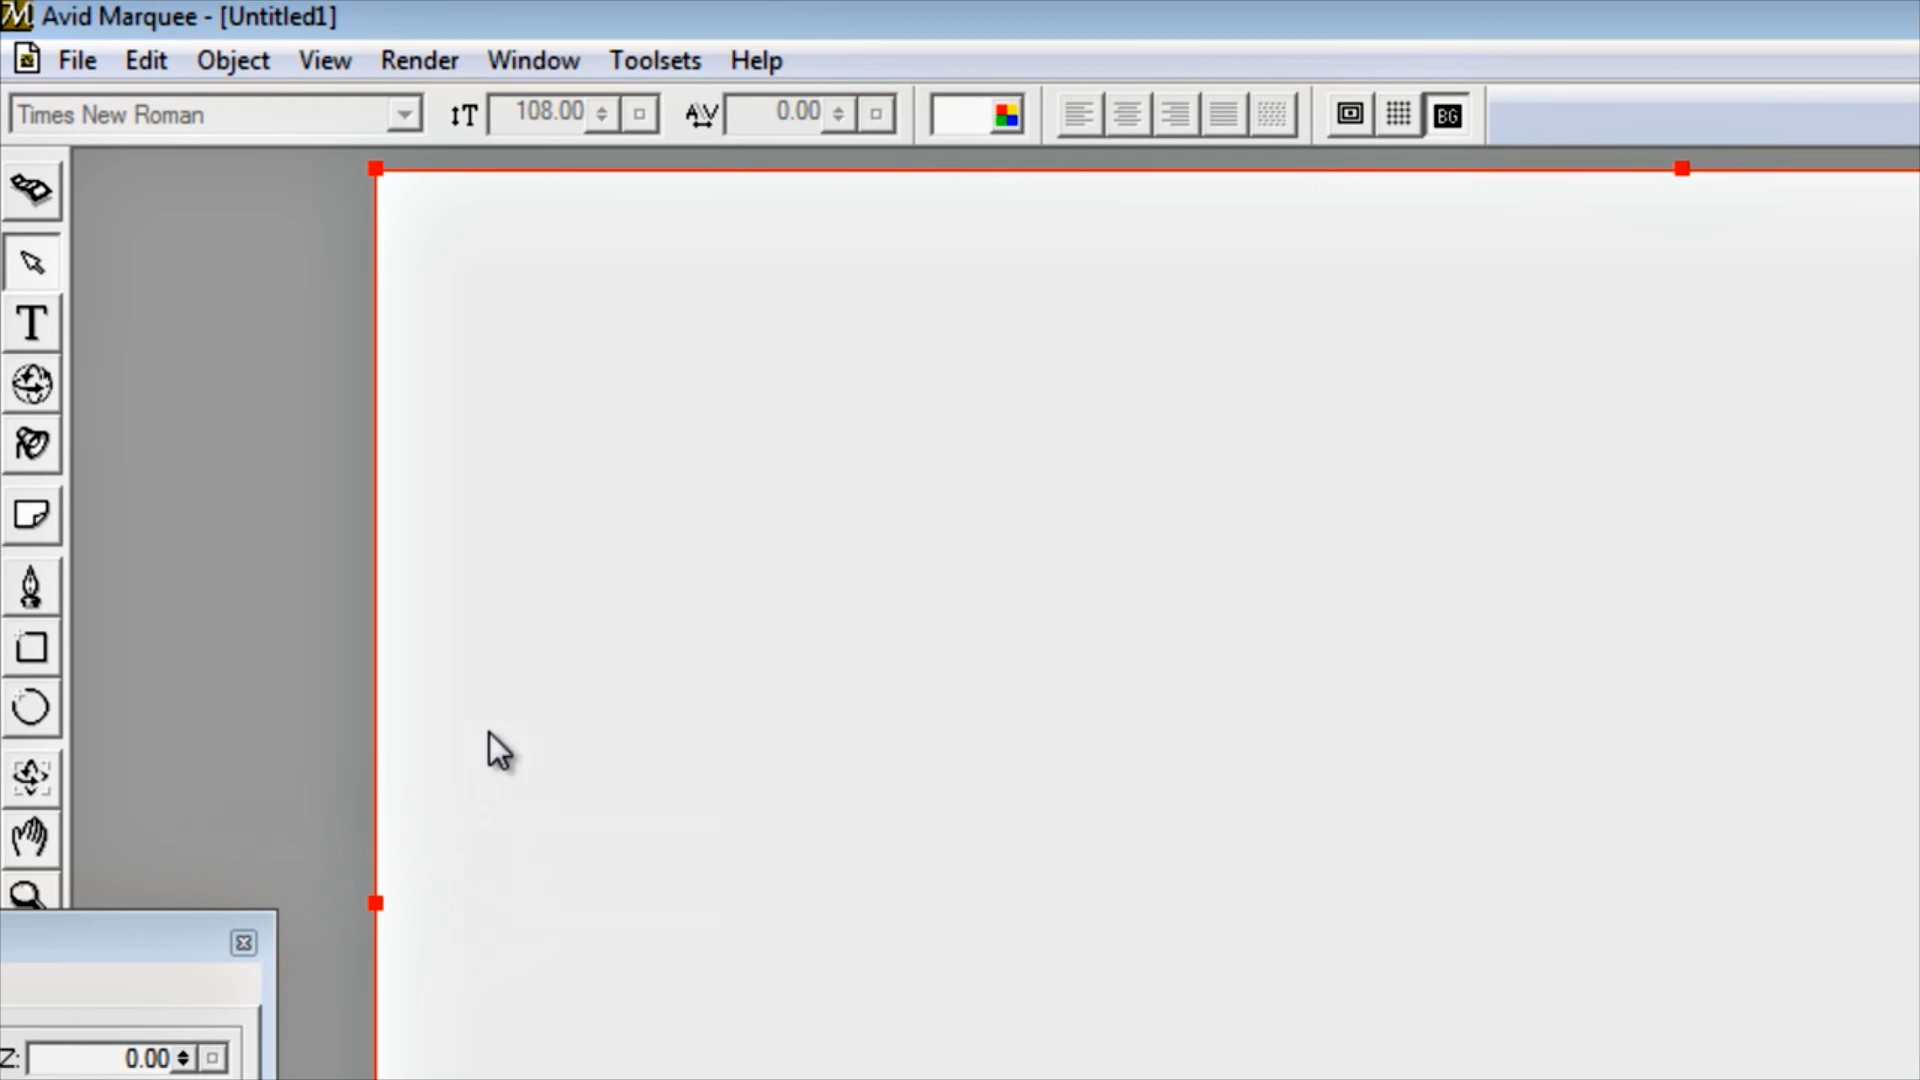 Avid Marquee - [Untitled1]
File Edit Object View Render Window Toolsets Help
Times New Roman T 108.00 AV 0.00 BG
T
Z: 0.00